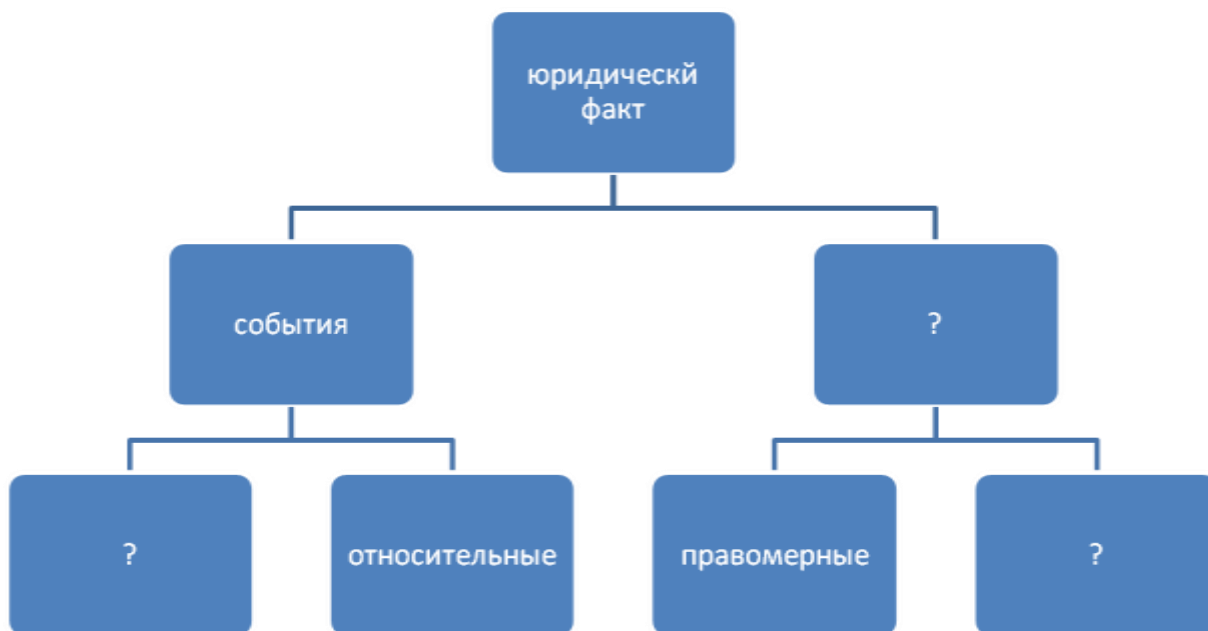 юридическй
факт
события
?
?
относительные
правомерные
?